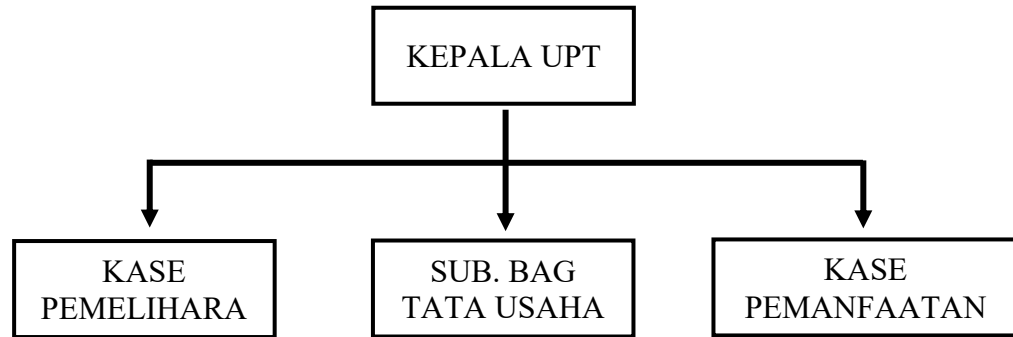 KEPALA UPT
KASE
PEMELIHARA
SUB. BAG
TATA USAHA
KASE
PEMANFAATAN